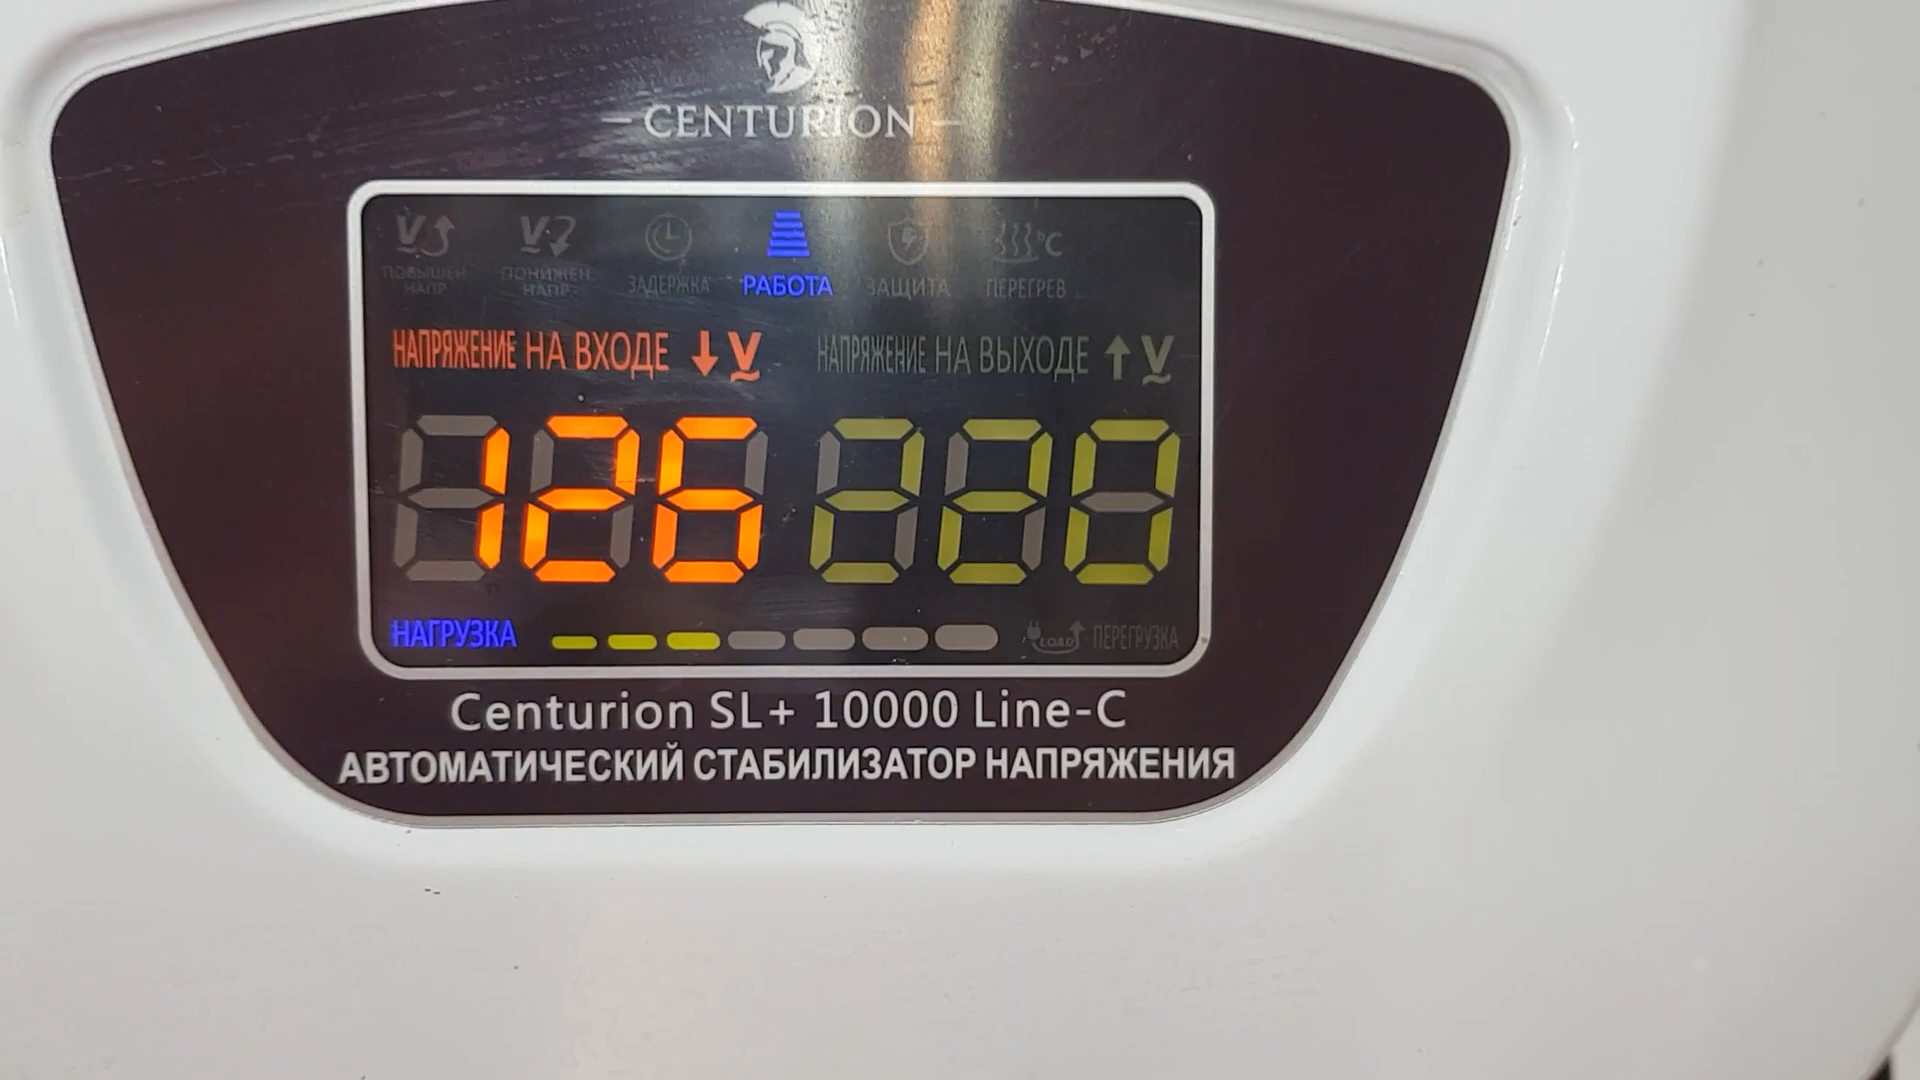 CENTURION
ПОВЫШЕН. НАПР. ПОНИЖЕН. НАПР. ЗАДЕРЖКА РАБОТА ЗАЩИТА °C ПЕРЕГРЕВ
НАПРЯЖЕНИЕ НА ВХОДЕ ↓ V НАПРЯЖЕНИЕ НА ВЫХОДЕ ↑ V
126 220
НАГРУЗКА LOAD ПЕРЕГРУЗКА
Centurion SL+ 10000 Line-C
АВТОМАТИЧЕСКИЙ СТАБИЛИЗАТОР НАПРЯЖЕНИЯ